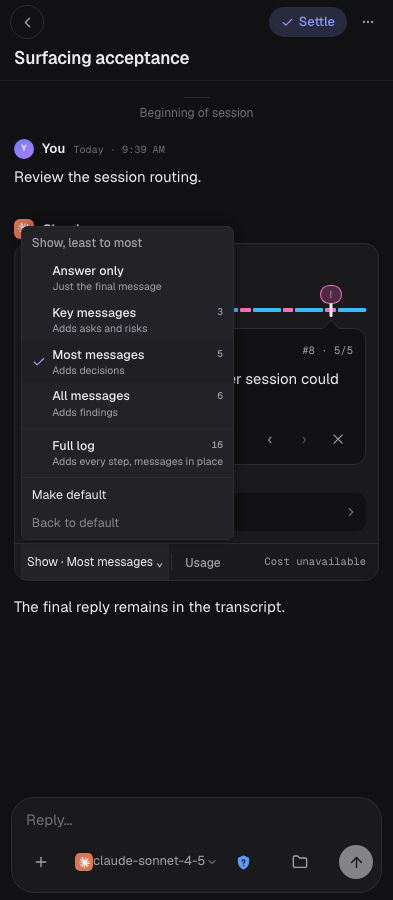 Settle
Surfacing acceptance
Beginning of session
Y You Today · 9:39 AM
Review the session routing.
Show, least to most
Answer only
Just the final message
Key messages 3
Adds asks and risks
Most messages 5
Adds decisions
All messages 6
Adds findings
Full log 16
Adds every step, messages in place
Make default
Back to default
!
#8 · 5/5
session could
Show · Most messages
Usage
Cost unavailable
The final reply remains in the transcript.
Reply…
claude-sonnet-4-5